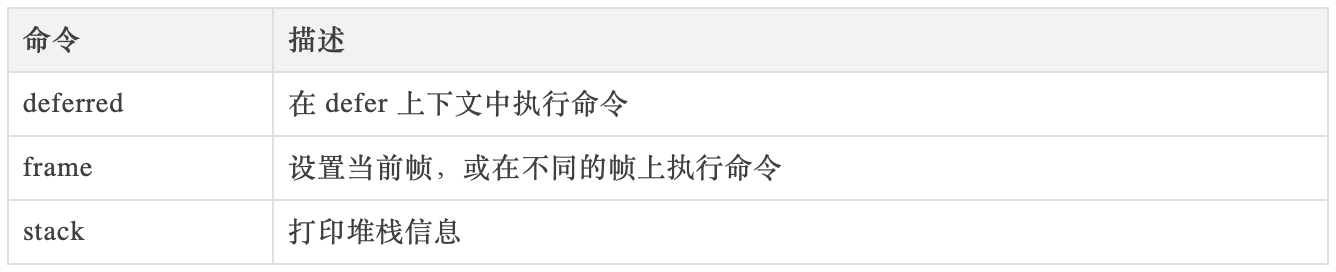 命令 描述
deferred 在 defer 上下文中执行命令
frame 设置当前帧，或在不同的帧上执行命令
stack 打印堆栈信息